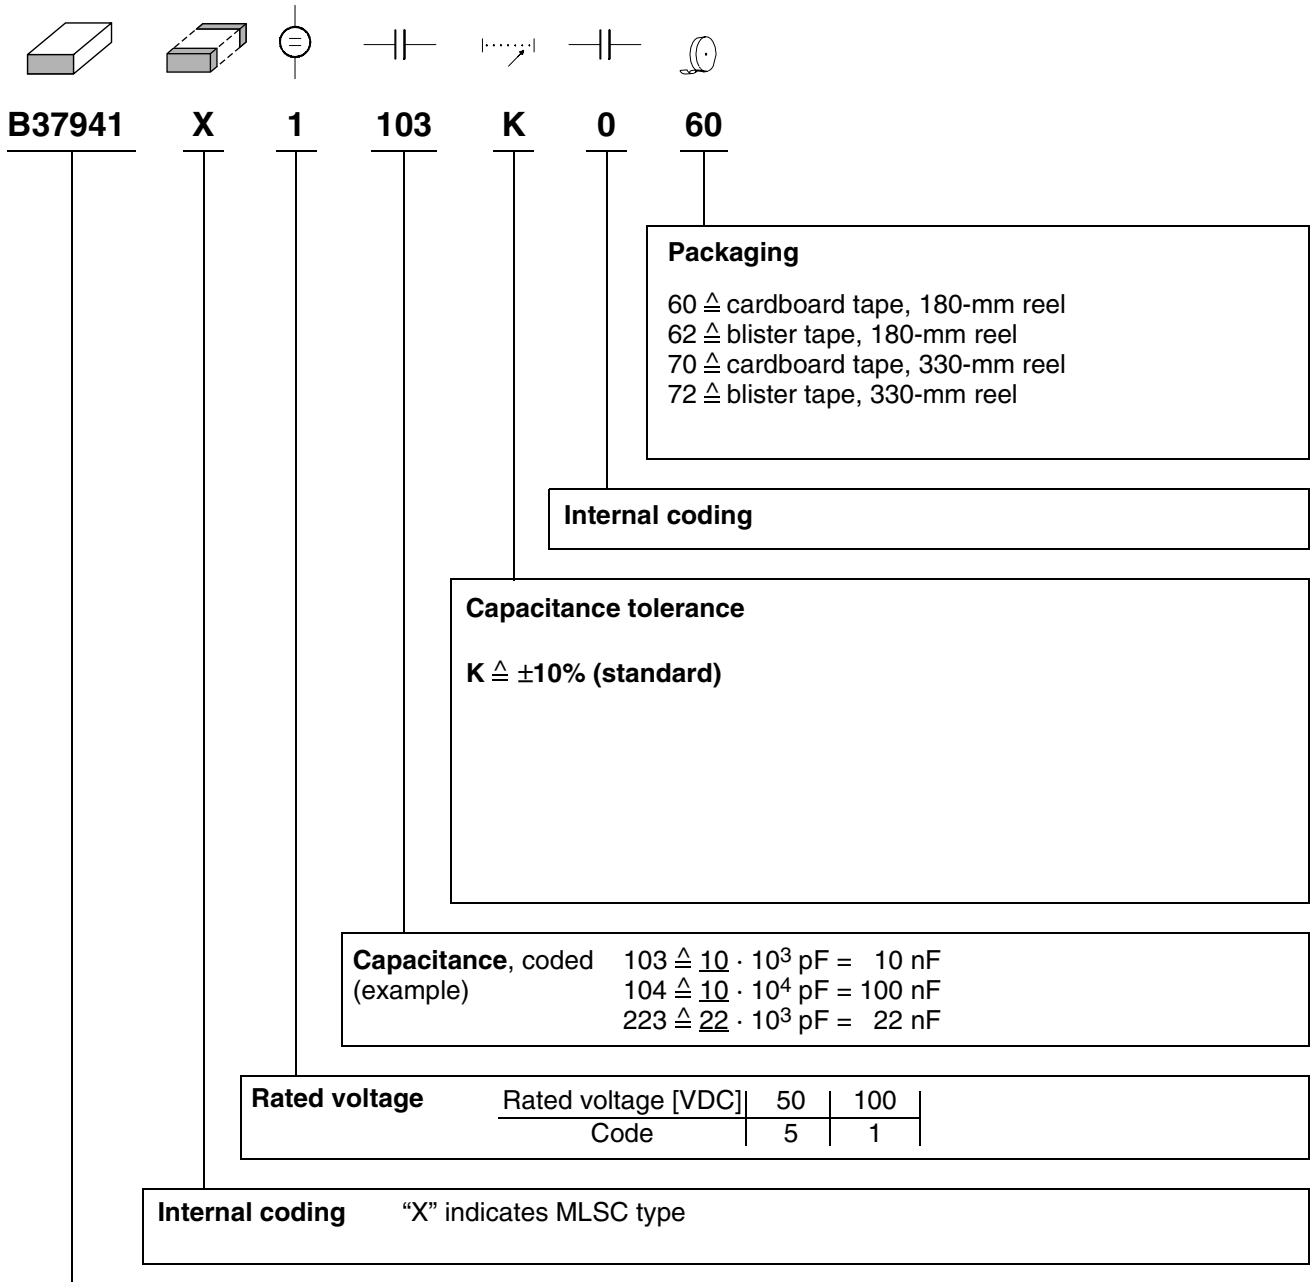 B37941 X 1 103 K 0 60
Packaging
60 ≙ cardboard tape, 180-mm reel
62 ≙ blister tape, 180-mm reel
70 ≙ cardboard tape, 330-mm reel
72 ≙ blister tape, 330-mm reel
Internal coding
Capacitance tolerance
K ≙ ±10% (standard)
Capacitance, coded 103 ≙ 10 · 10³ pF = 10 nF
(example) 104 ≙ 10 · 10⁴ pF = 100 nF
223 ≙ 22 · 10³ pF = 22 nF
Rated voltage Rated voltage [VDC] 50 100
Code 5 1
Internal coding “X” indicates MLSC type